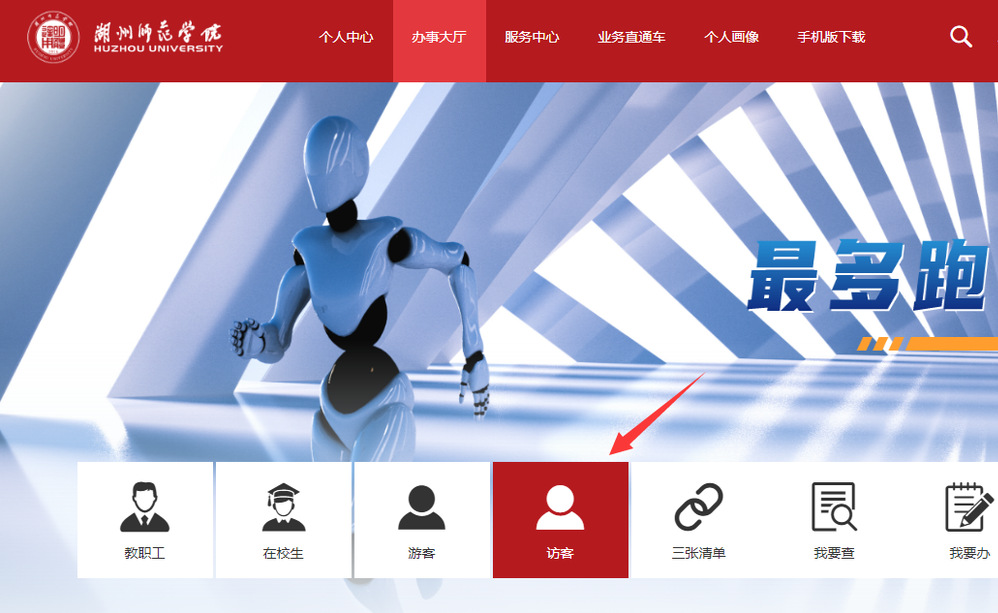 湖州师范学院
HUZHOU UNIVERSITY
个人中心 办事大厅 服务中心 业务直通车 个人画像 手机版下载
最多跑
教职工 在校生 游客 访客 三张清单 我要查 我要办